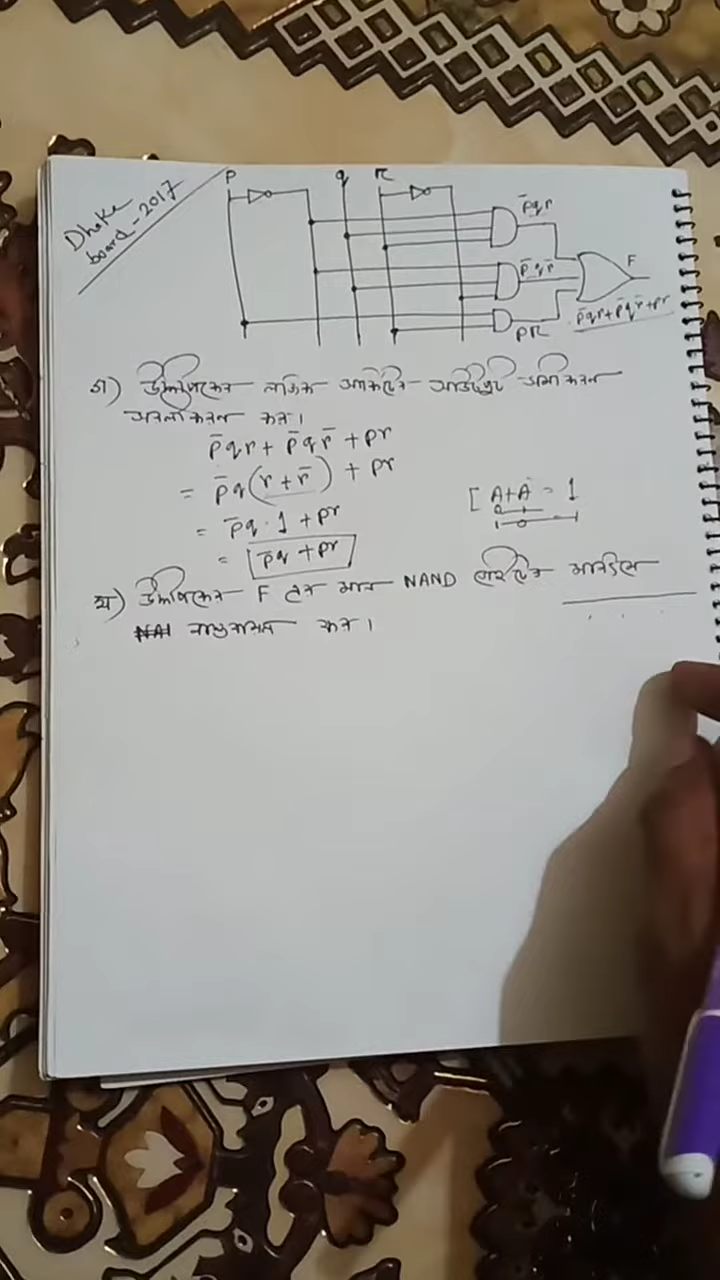 Dhaka
board-2017
P q R
p̄qr
p̄qr̄
PR
F
p̄qr+p̄qr̄+pr
গ) উদ্দীপকের লজিক সার্কিটের আউটপুট সমীকরণ
সরলীকরণ কর।
p̄qr + p̄qr̄ + pr
= p̄q(r + r̄) + pr
= p̄q · 1 + pr [A+Ā = 1
= p̄q + pr
ঘ) উদ্দীপকের F এর মান NAND গেইটের সাহায্যে
বাস্তবায়ন কর।